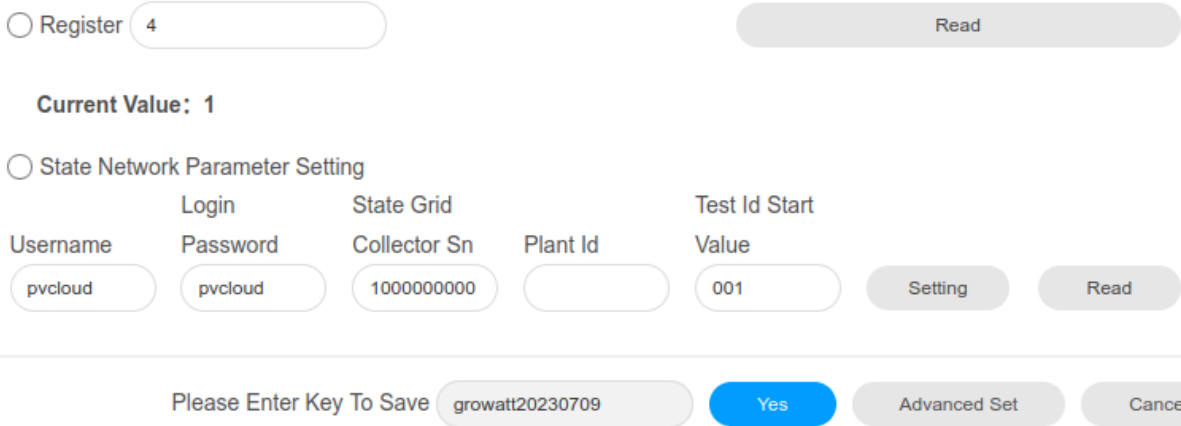 Register 4 Read
Current Value： 1
State Network Parameter Setting
Login State Grid Test Id Start
Username Password Collector Sn Plant Id Value
pvcloud pvcloud 1000000000 001 Setting Read
Please Enter Key To Save growatt20230709 Yes Advanced Set Cance